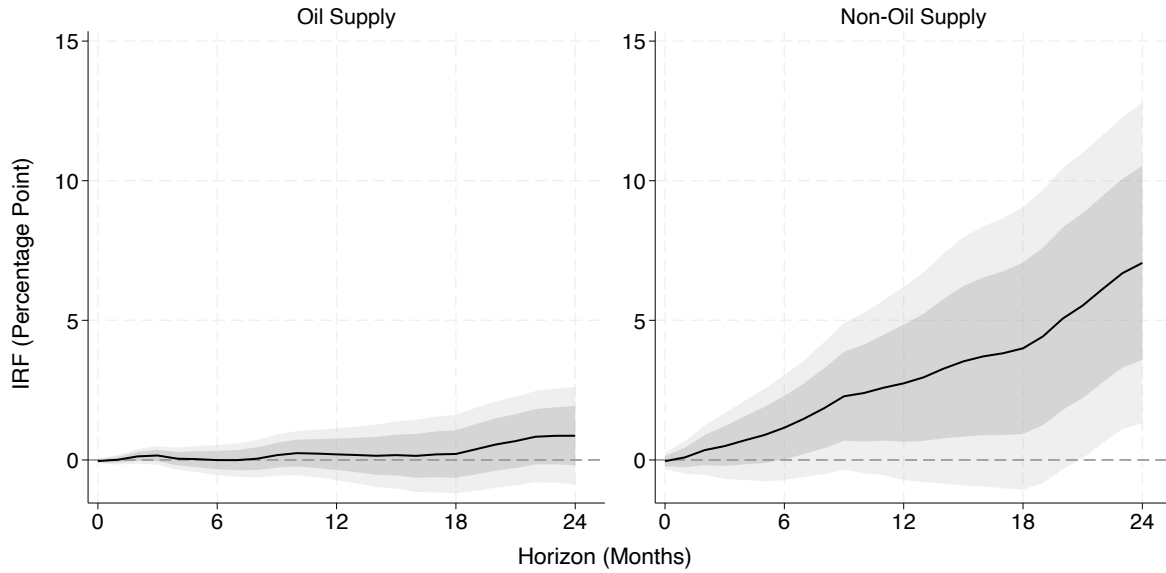 Oil Supply
Non-Oil Supply
IRF (Percentage Point)
15
10
5
0
0 6 12 18 24
15
10
5
0
0 6 12 18 24
Horizon (Months)